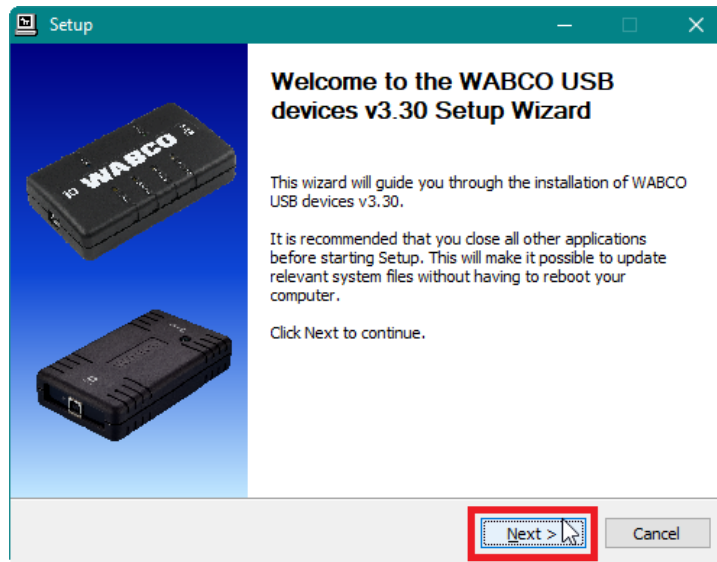 Setup
Welcome to the WABCO USB
devices v3.30 Setup Wizard
This wizard will guide you through the installation of WABCO
USB devices v3.30.
It is recommended that you close all other applications
before starting Setup. This will make it possible to update
relevant system files without having to reboot your
computer.
Click Next to continue.
WABCO
Next >
Cancel